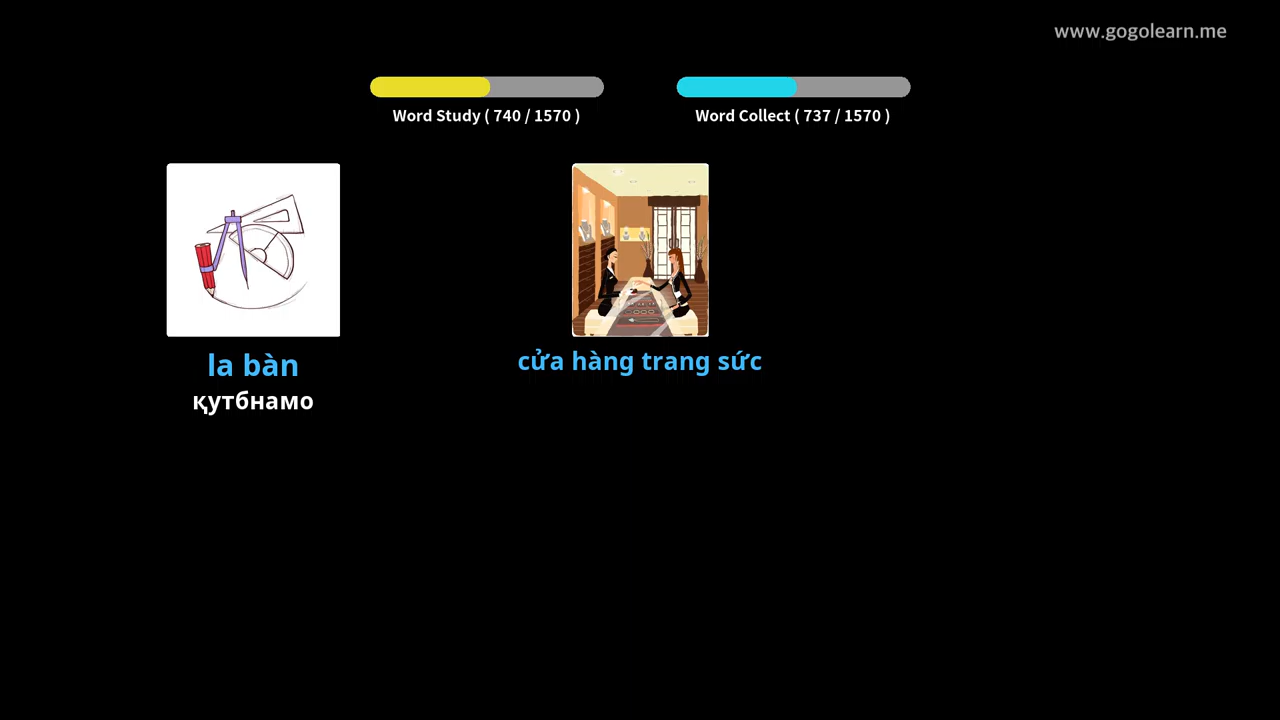 www.gogolearn.me
Word Study ( 740 / 1570 )
Word Collect ( 737 / 1570 )
la bàn
қутбнамо
cửa hàng trang sức